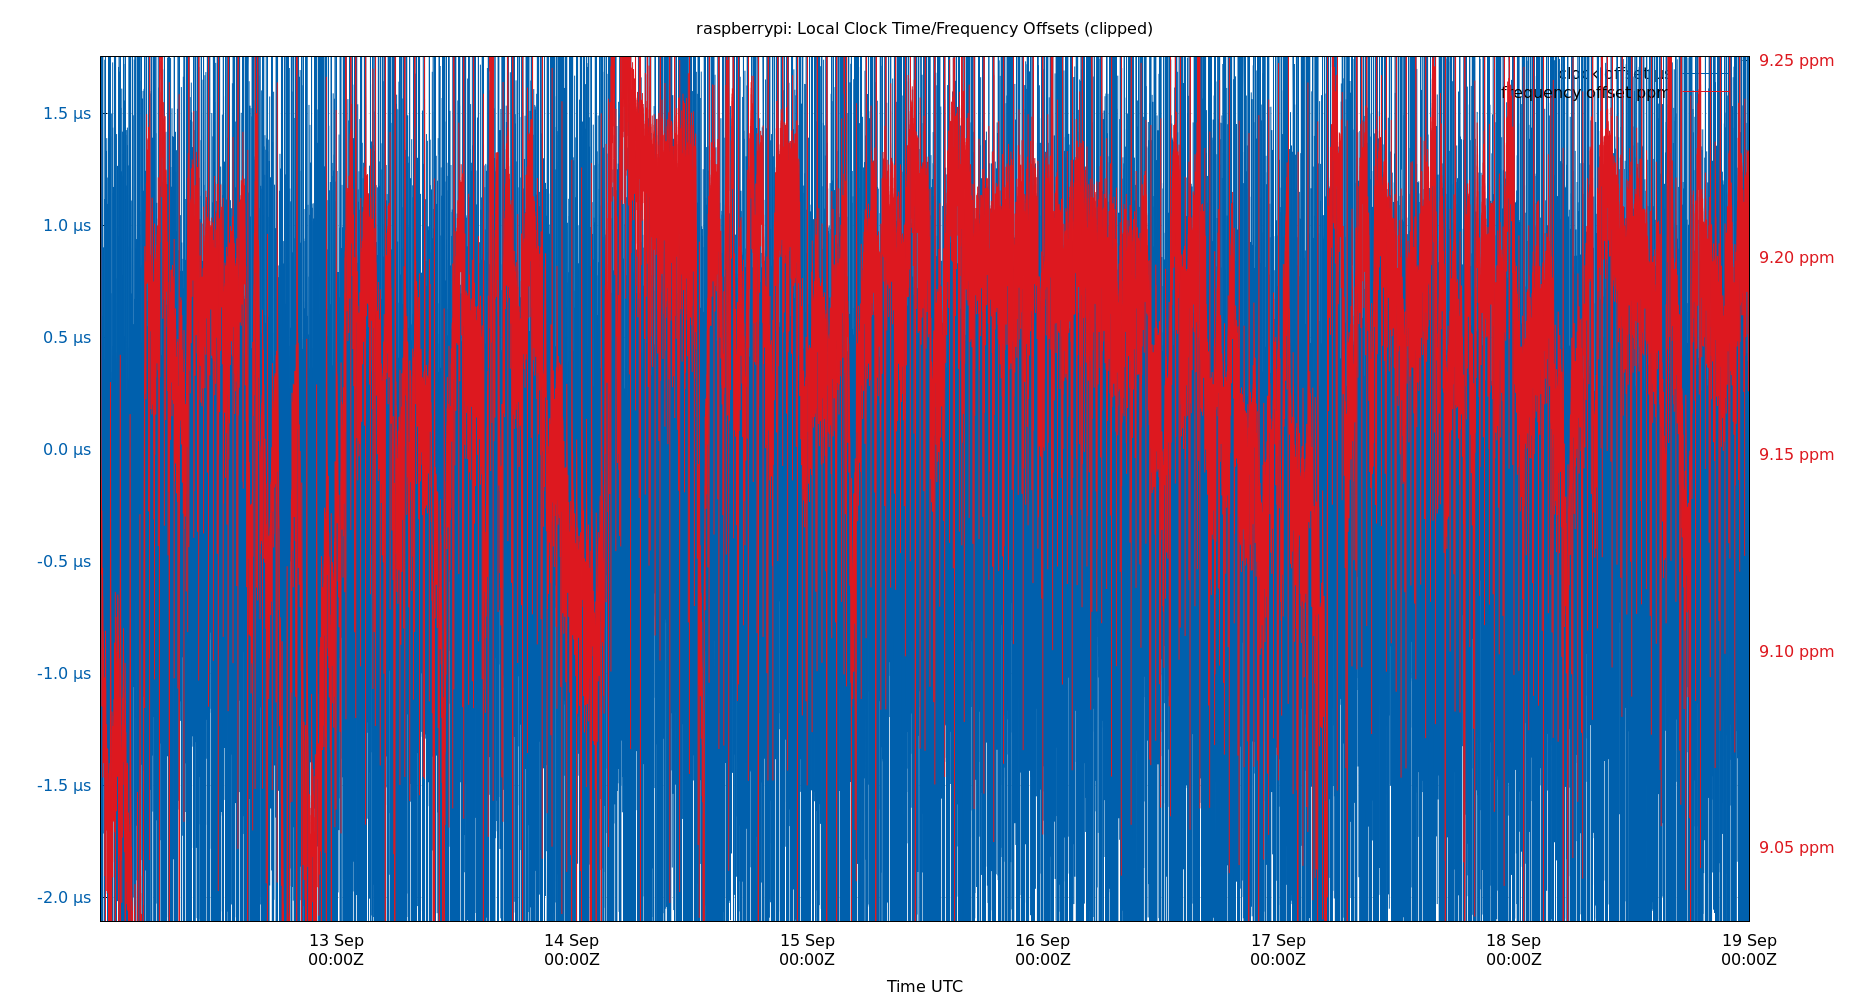 raspberrypi: Local Clock Time/Frequency Offsets (clipped)
clock offset µs
frequency offset ppm
1.5 µs
1.0 µs
0.5 µs
0.0 µs
-0.5 µs
-1.0 µs
-1.5 µs
-2.0 µs
9.25 ppm
9.20 ppm
9.15 ppm
9.10 ppm
9.05 ppm
13 Sep
00:00Z
14 Sep
00:00Z
15 Sep
00:00Z
16 Sep
00:00Z
17 Sep
00:00Z
18 Sep
00:00Z
19 Sep
00:00Z
Time UTC